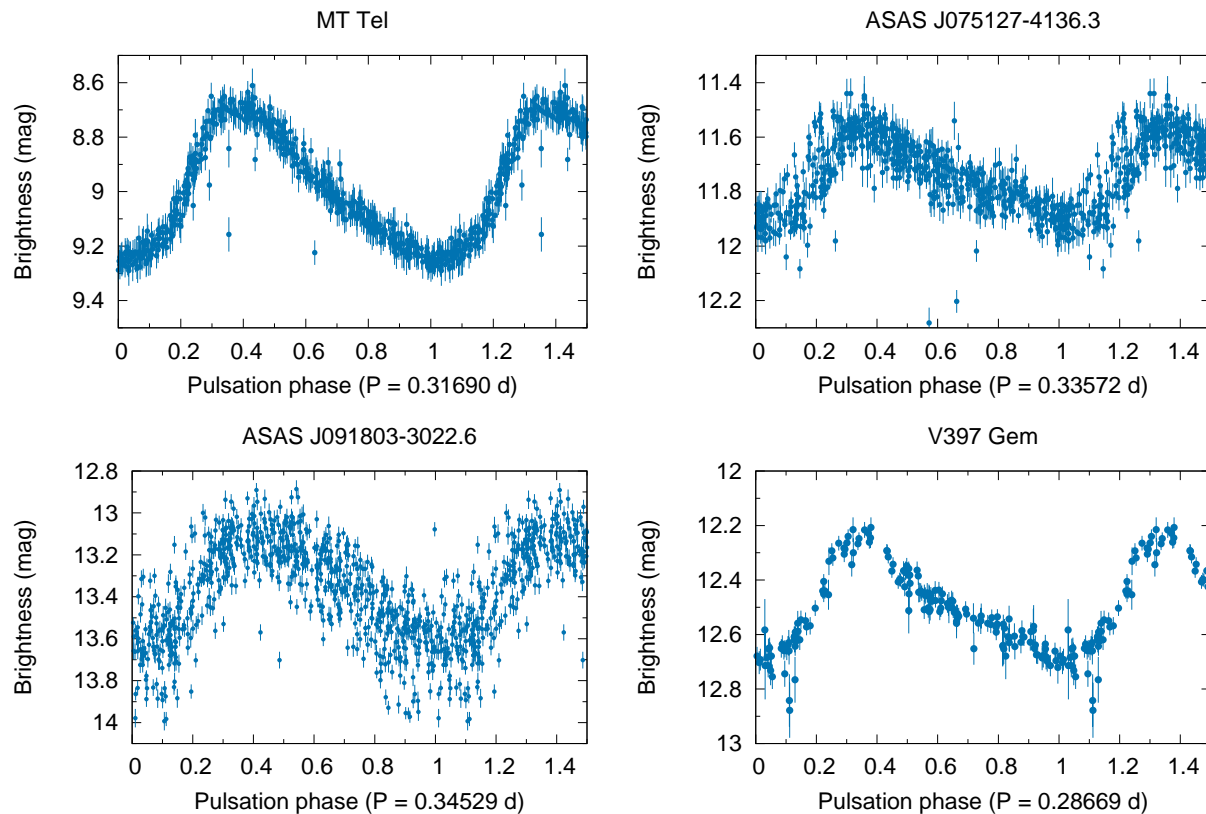 MT Tel
Brightness (mag)
8.6
8.8
9
9.2
9.4
0 0.2 0.4 0.6 0.8 1 1.2 1.4
Pulsation phase (P = 0.31690 d)
ASAS J075127-4136.3
Brightness (mag)
11.4
11.6
11.8
12
12.2
0 0.2 0.4 0.6 0.8 1 1.2 1.4
Pulsation phase (P = 0.33572 d)
ASAS J091803-3022.6
Brightness (mag)
12.8
13
13.2
13.4
13.6
13.8
14
0 0.2 0.4 0.6 0.8 1 1.2 1.4
Pulsation phase (P = 0.34529 d)
V397 Gem
Brightness (mag)
12
12.2
12.4
12.6
12.8
13
0 0.2 0.4 0.6 0.8 1 1.2 1.4
Pulsation phase (P = 0.28669 d)